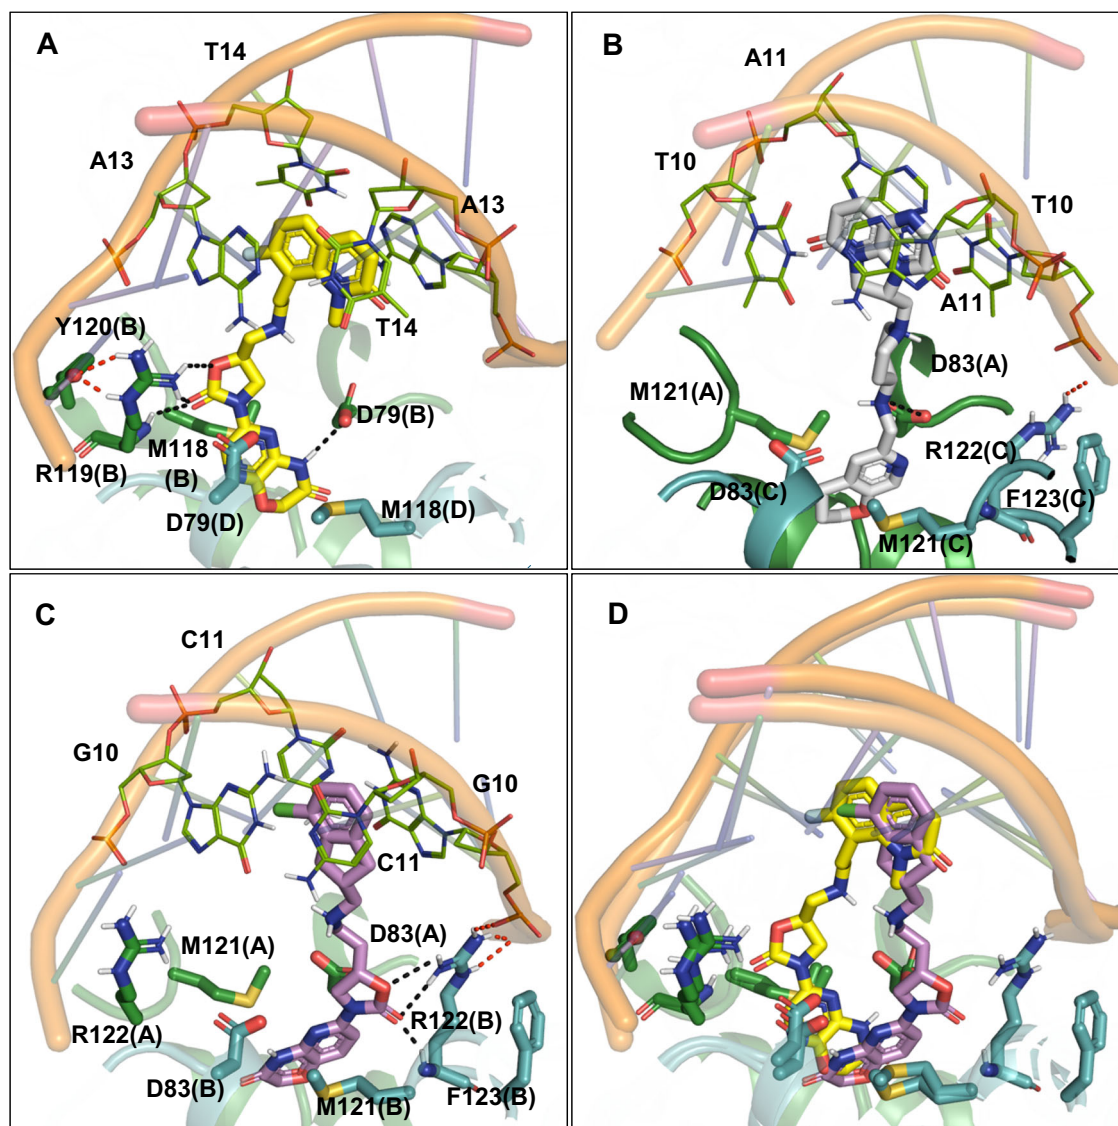 A
T14
A13
A13
T14
Y120(B)
D79(B)
R119(B)
M118
(B)
D79(D)
M118(D)
B
A11
T10
T10
A11
D83(A)
M121(A)
R122(C)
D83(C)
F123(C)
M121(C)
C
C11
G10
G10
C11
D83(A)
M121(A)
R122(A)
R122(B)
D83(B)
M121(B)
F123(B)
D